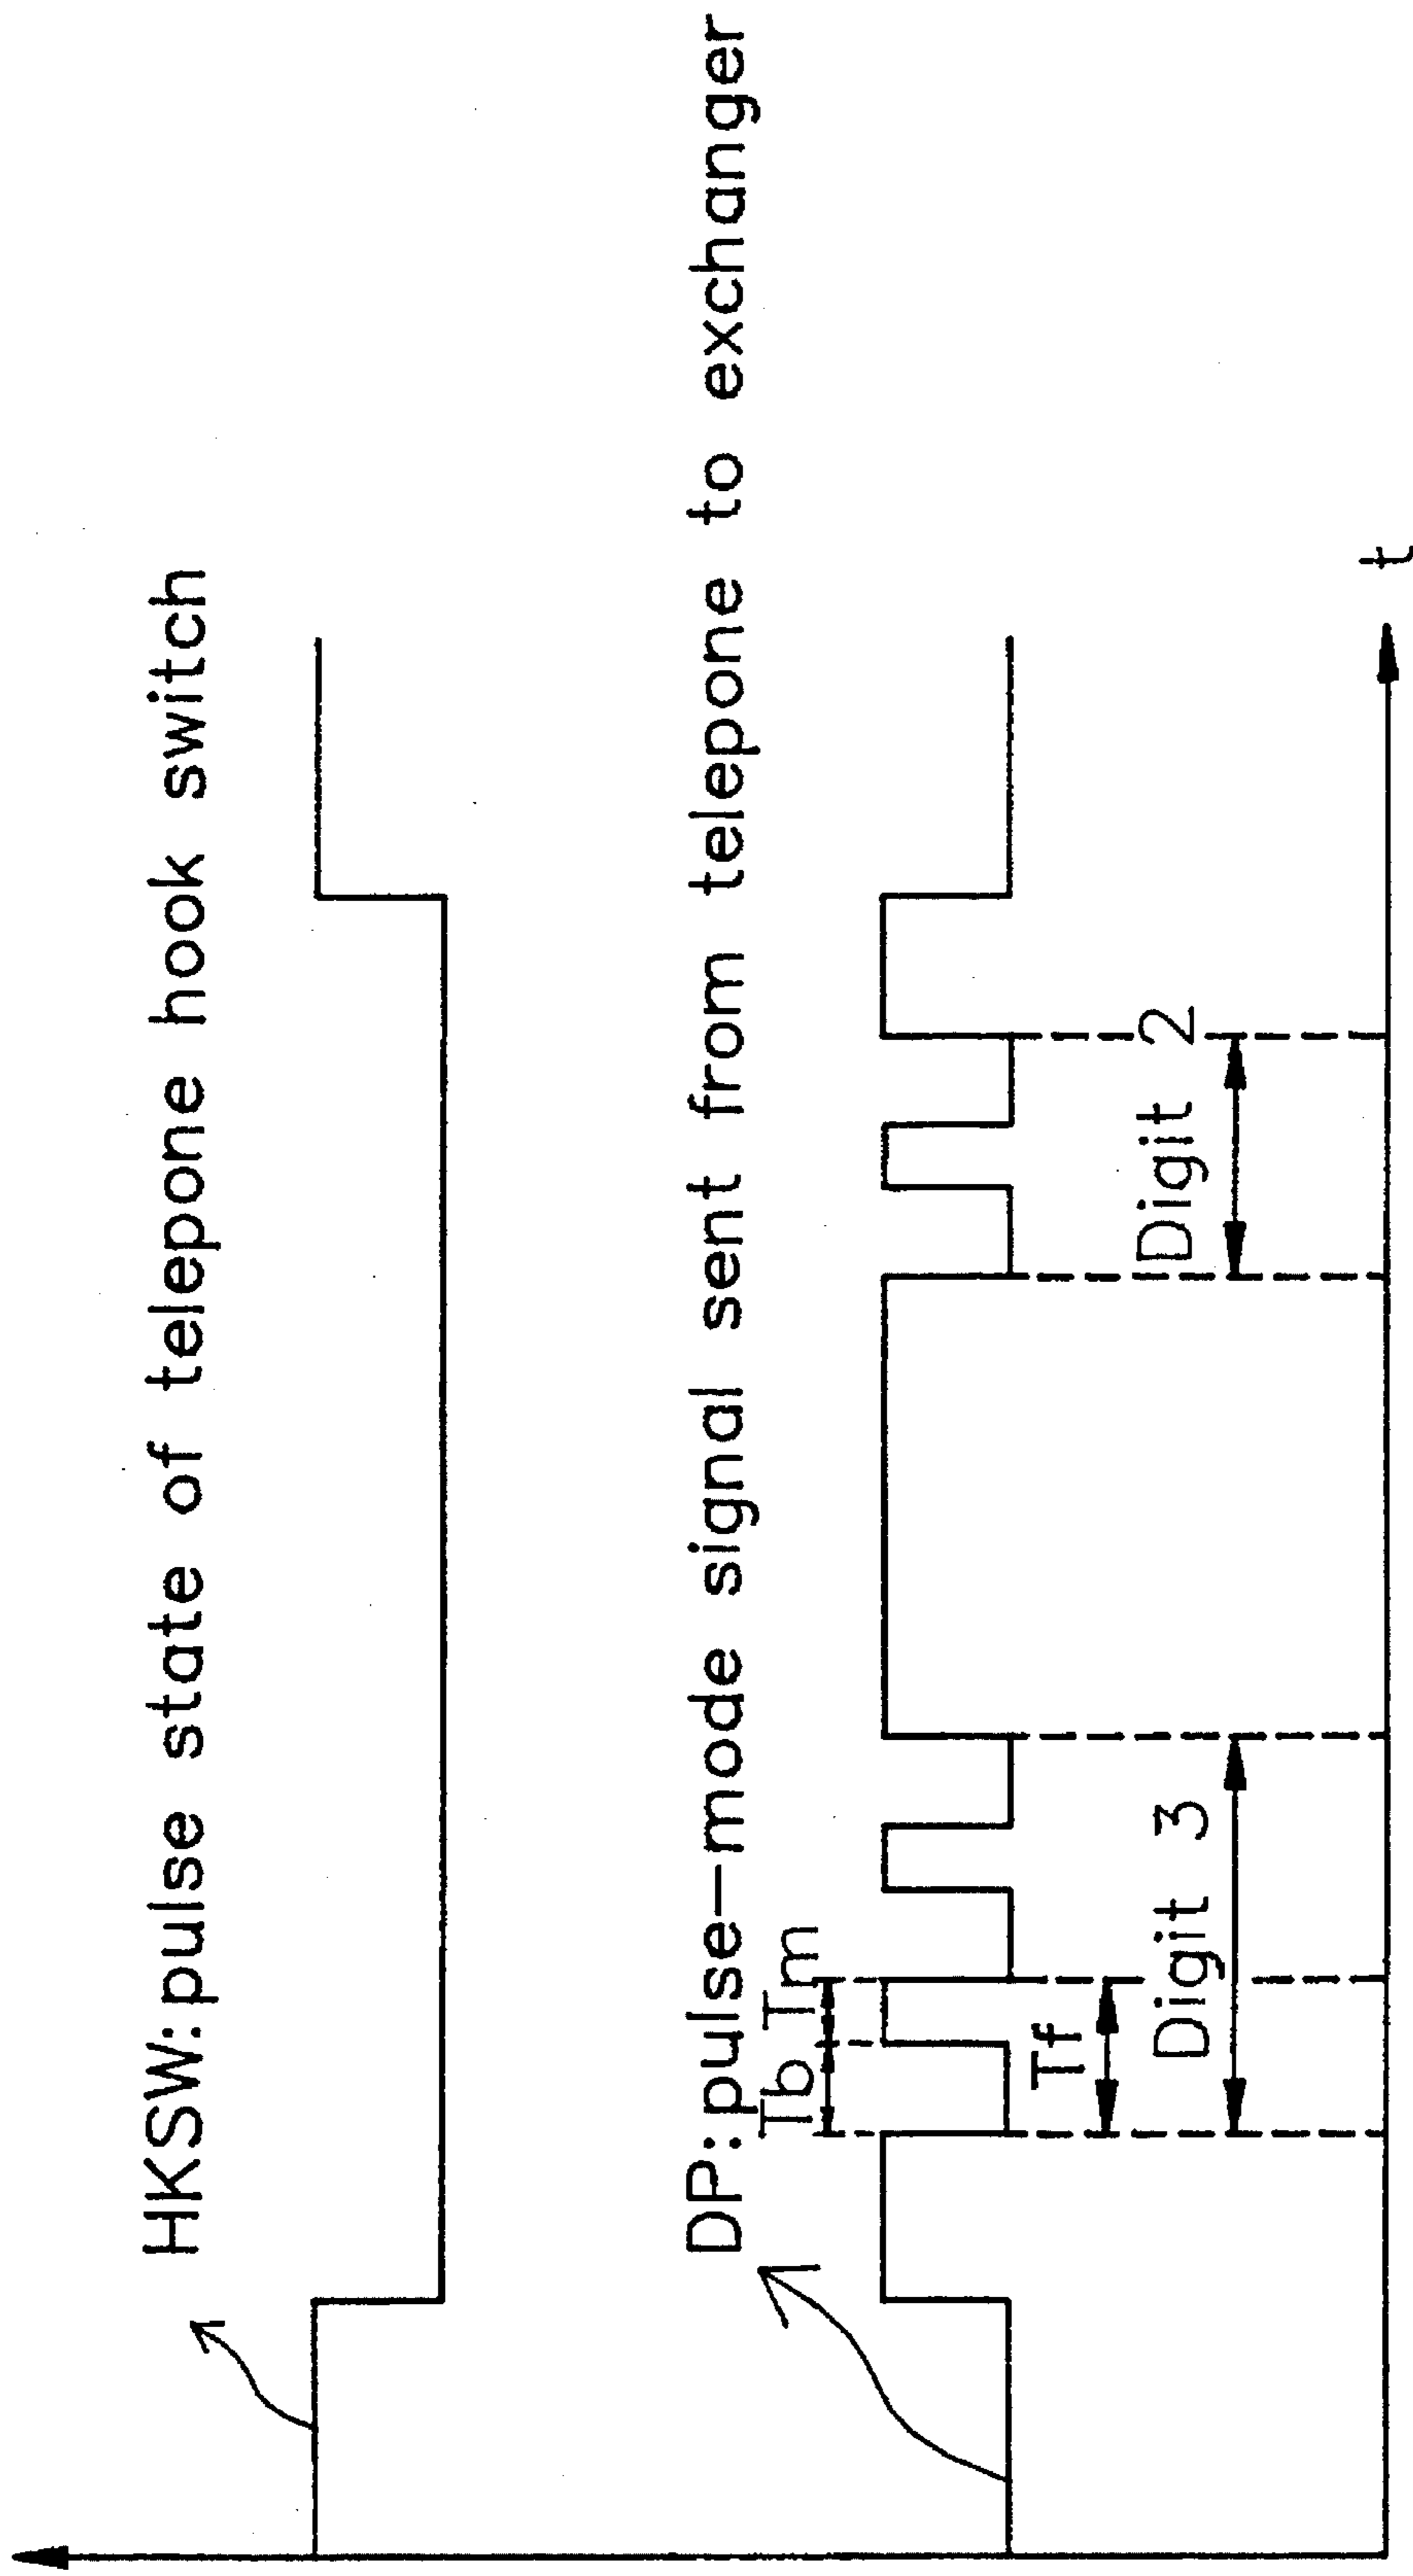 HKSW:pulse state of telepone hook switch
DP:pulse-mode signal sent from telepone to exchanger
Tb Tm
Tf
Digit 3
Digit 2
t